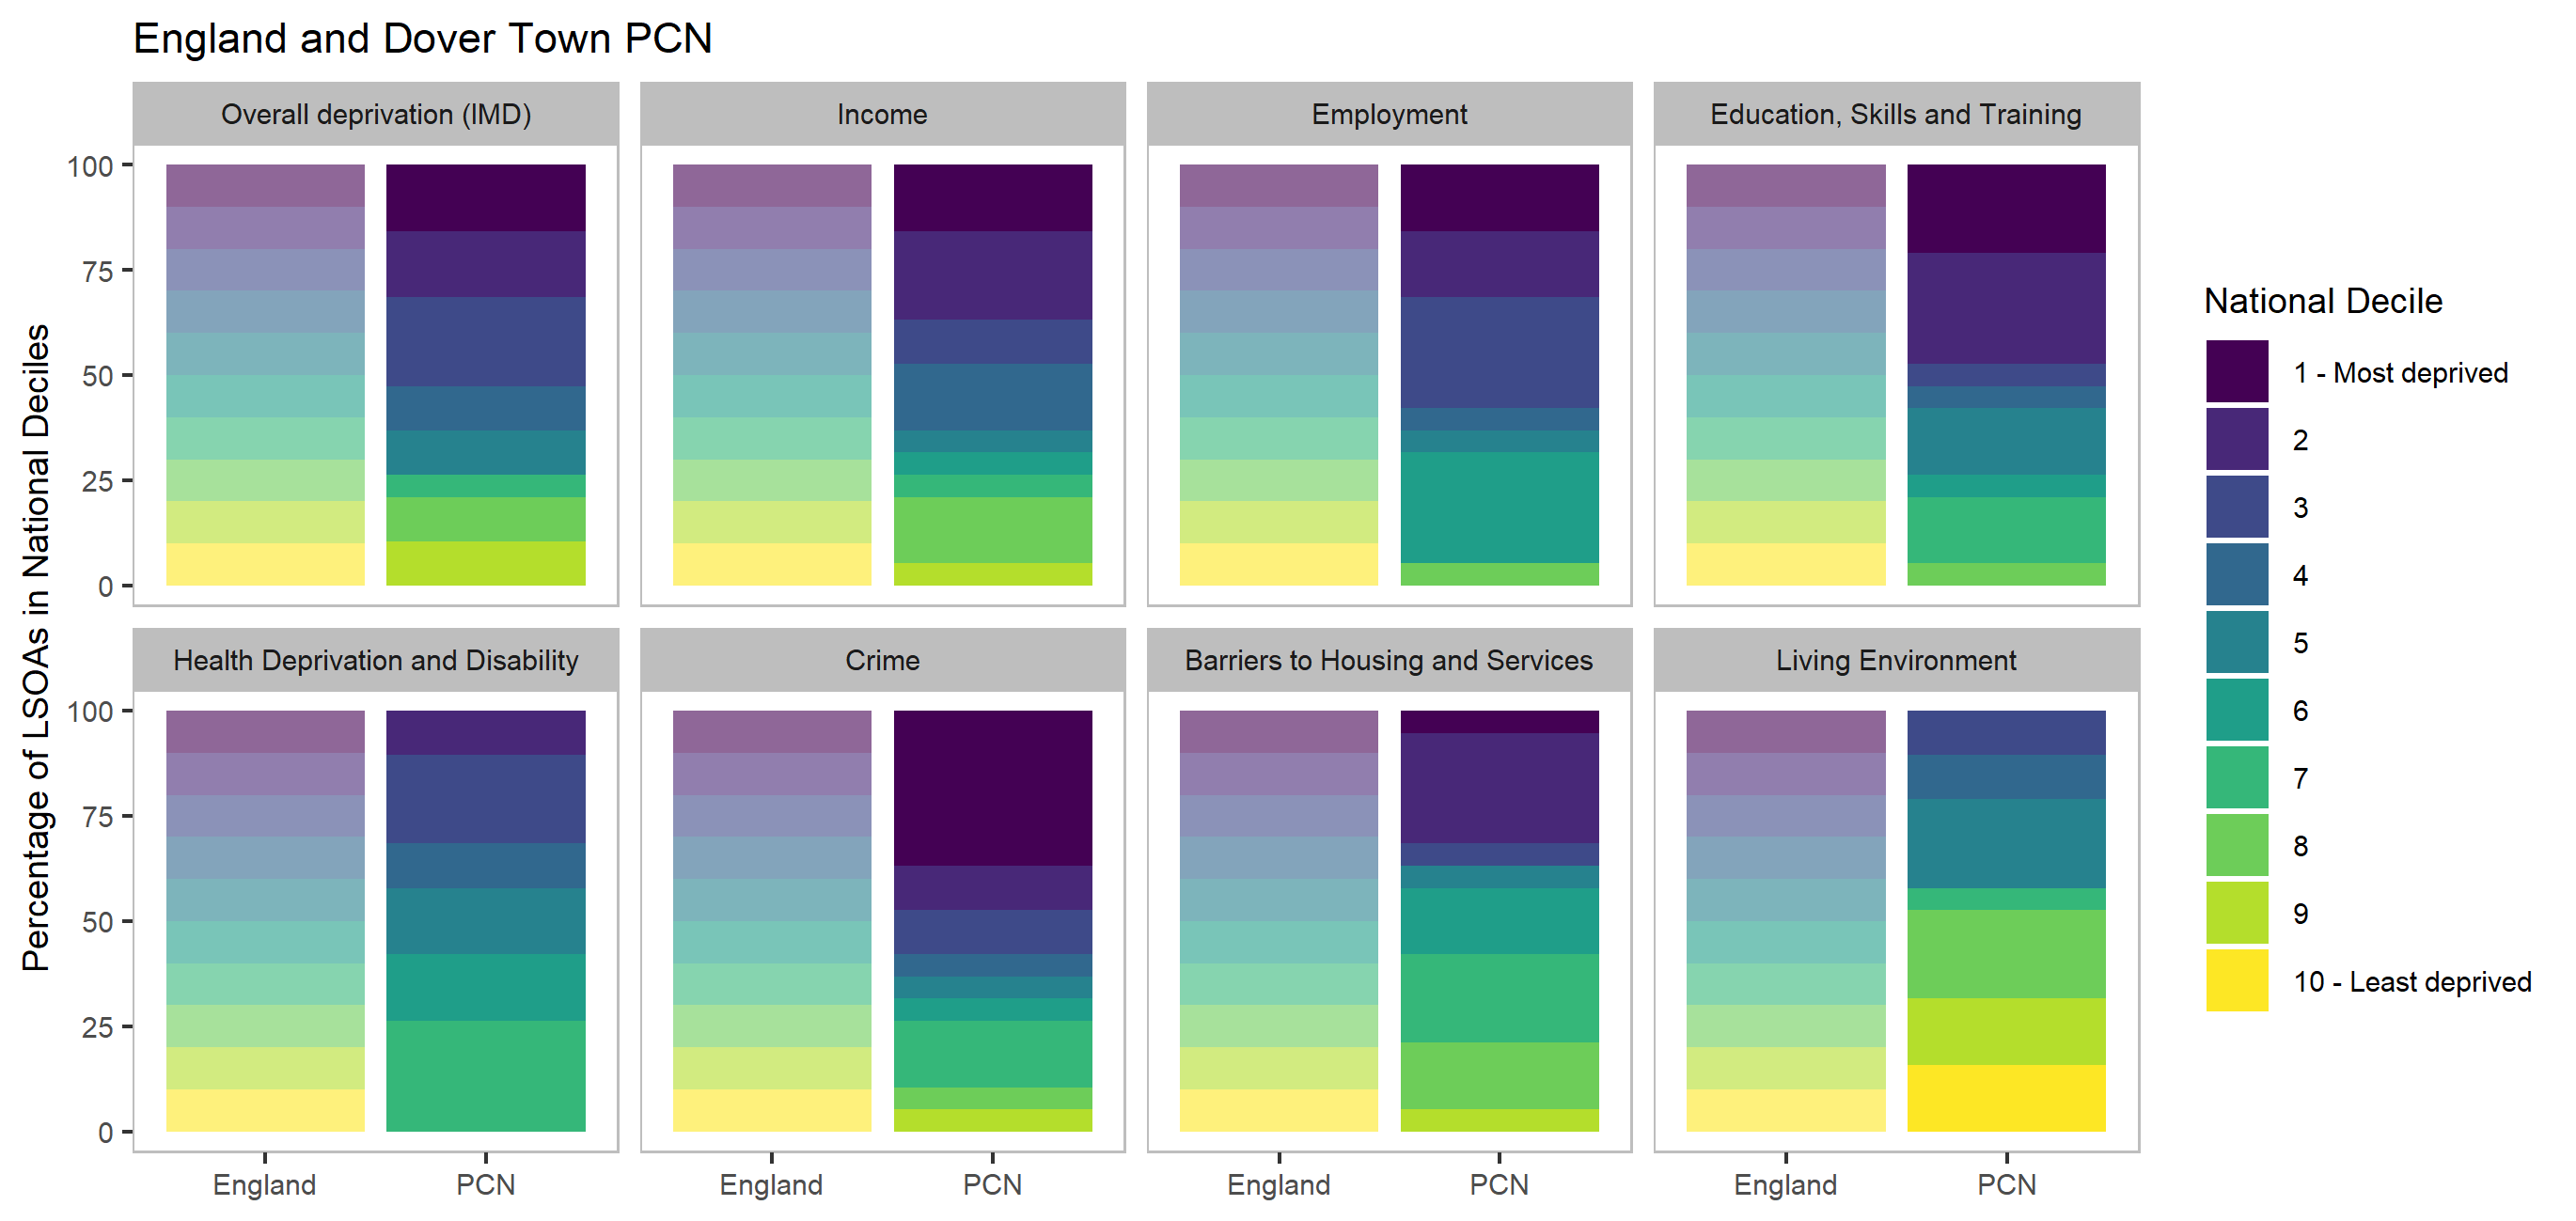 England and Dover Town PCN
Overall deprivation (IMD)
Income
Employment
Education, Skills and Training
100
75
50
25
0
Health Deprivation and Disability
Crime
Barriers to Housing and Services
Living Environment
100
75
50
25
0
England
PCN
England
PCN
England
PCN
England
PCN
Percentage of LSOAs in National Deciles
National Decile
1 - Most deprived
2
3
4
5
6
7
8
9
10 - Least deprived